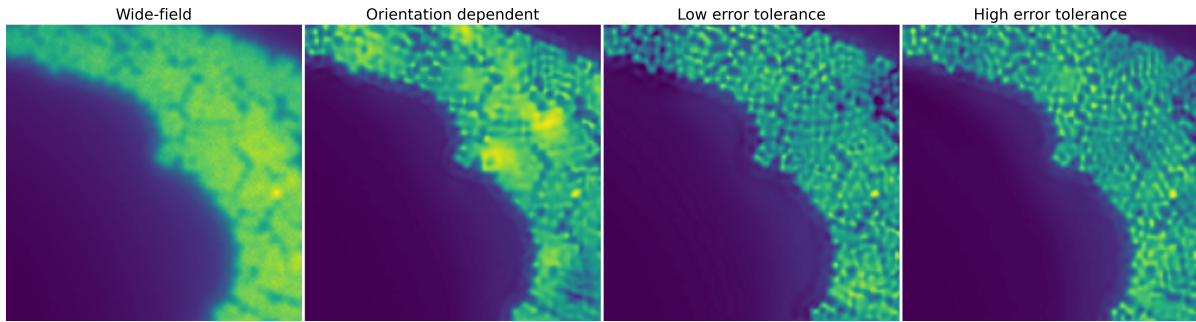 Wide-field
Orientation dependent
Low error tolerance
High error tolerance